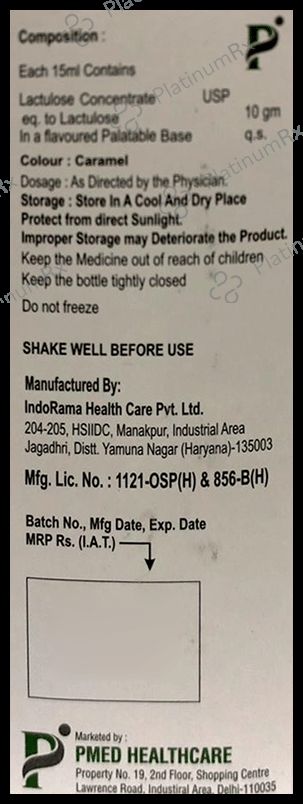 Composition :
Each 15ml Contains
Lactulose Concentrate USP
eq. to Lactulose 10 gm
In a flavoured Palatable Base q.s.
Colour : Caramel
Dosage : As Directed by the Physician.
Storage : Store In A Cool And Dry Place
Protect from direct Sunlight.
Improper Storage may Deteriorate the Product.
Keep the Medicine out of reach of children
Keep the bottle tightly closed
Do not freeze
SHAKE WELL BEFORE USE
Manufactured By:
IndoRama Health Care Pvt. Ltd.
204-205, HSIIDC, Manakpur, Industrial Area
Jagadhri, Distt. Yamuna Nagar (Haryana)-135003
Mfg. Lic. No. : 1121-OSP(H) & 856-B(H)
Batch No., Mfg Date, Exp. Date
MRP Rs. (I.A.T.)
Marketed by :
PMED HEALTHCARE
Property No. 19, 2nd Floor, Shopping Centre
Lawrence Road, Industiral Area, Delhi-110035
PlatinumRx